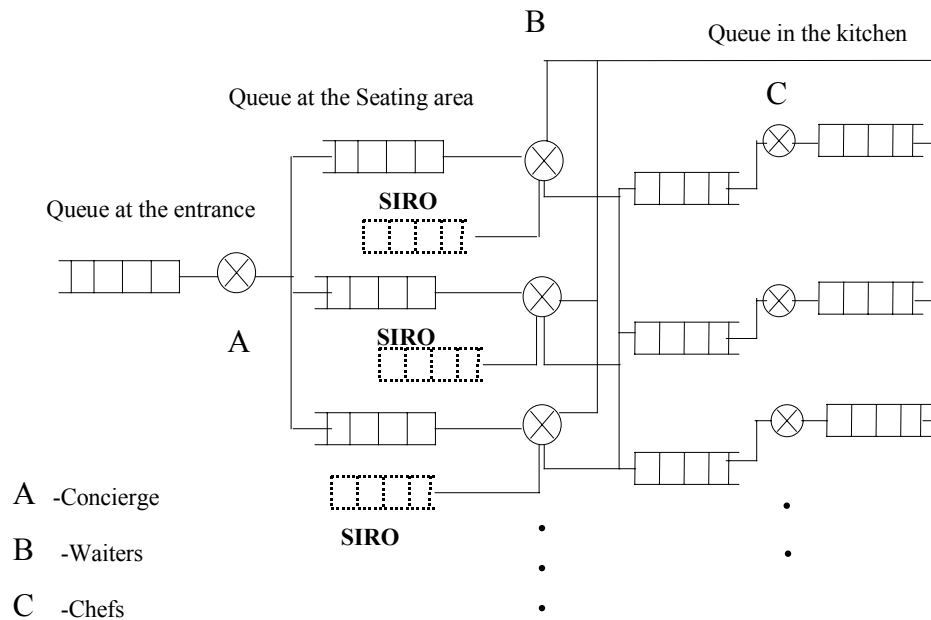 B
Queue in the kitchen
Queue at the Seating area
C
SIRO
Queue at the entrance
A
SIRO
A -Concierge
SIRO
B -Waiters
C -Chefs